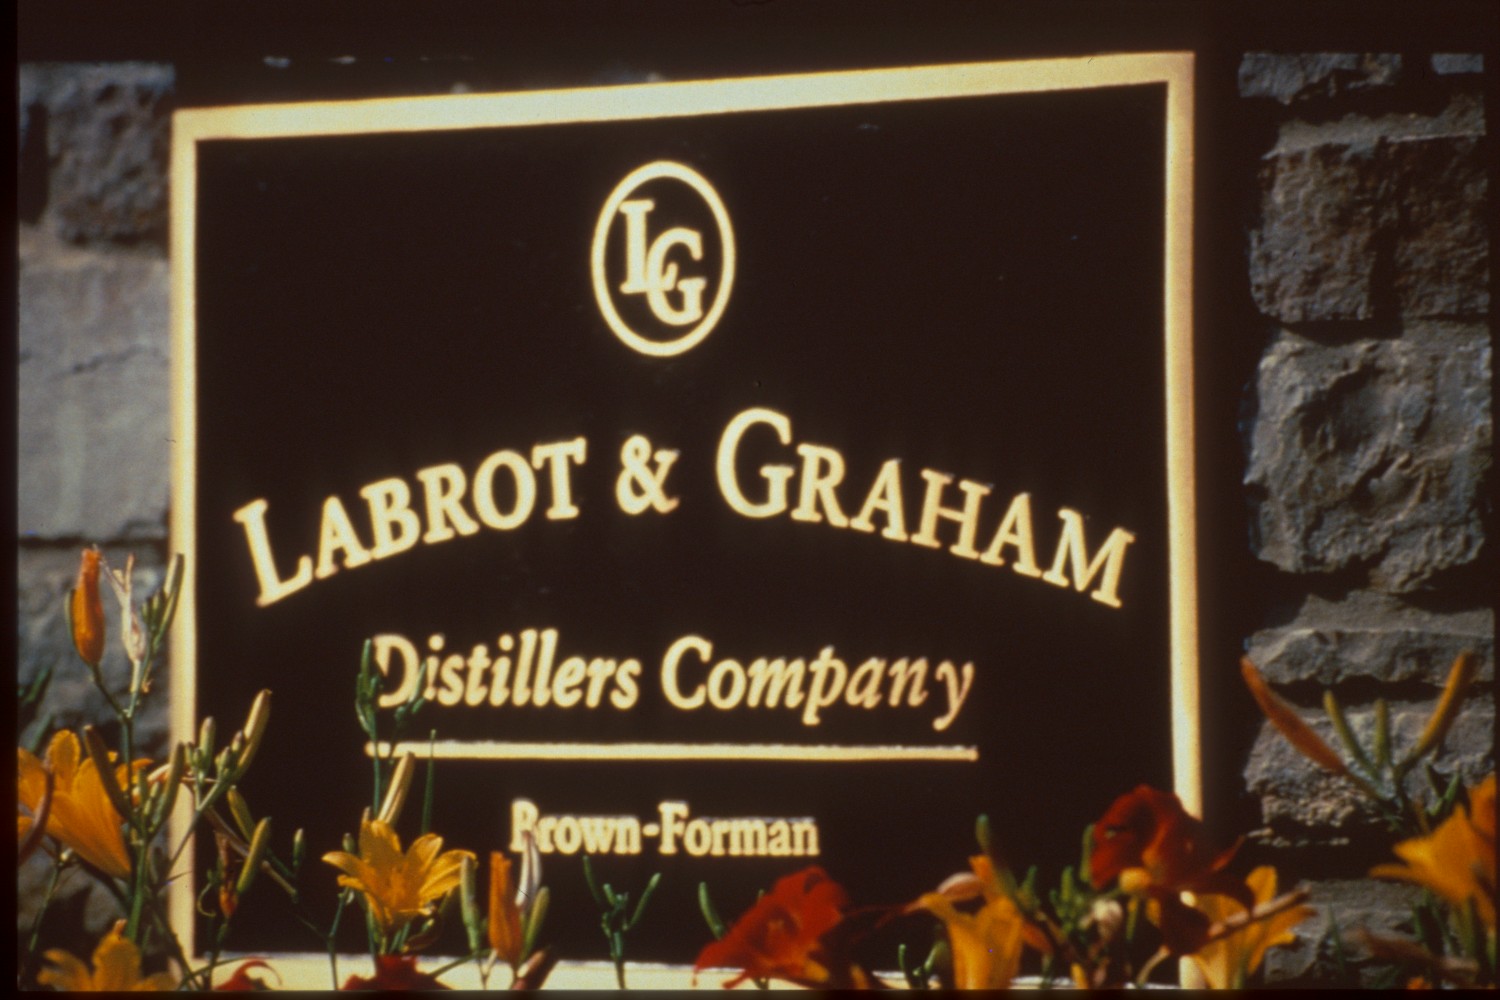 LG
LABROT & GRAHAM
Distillers Company
Brown-Forman